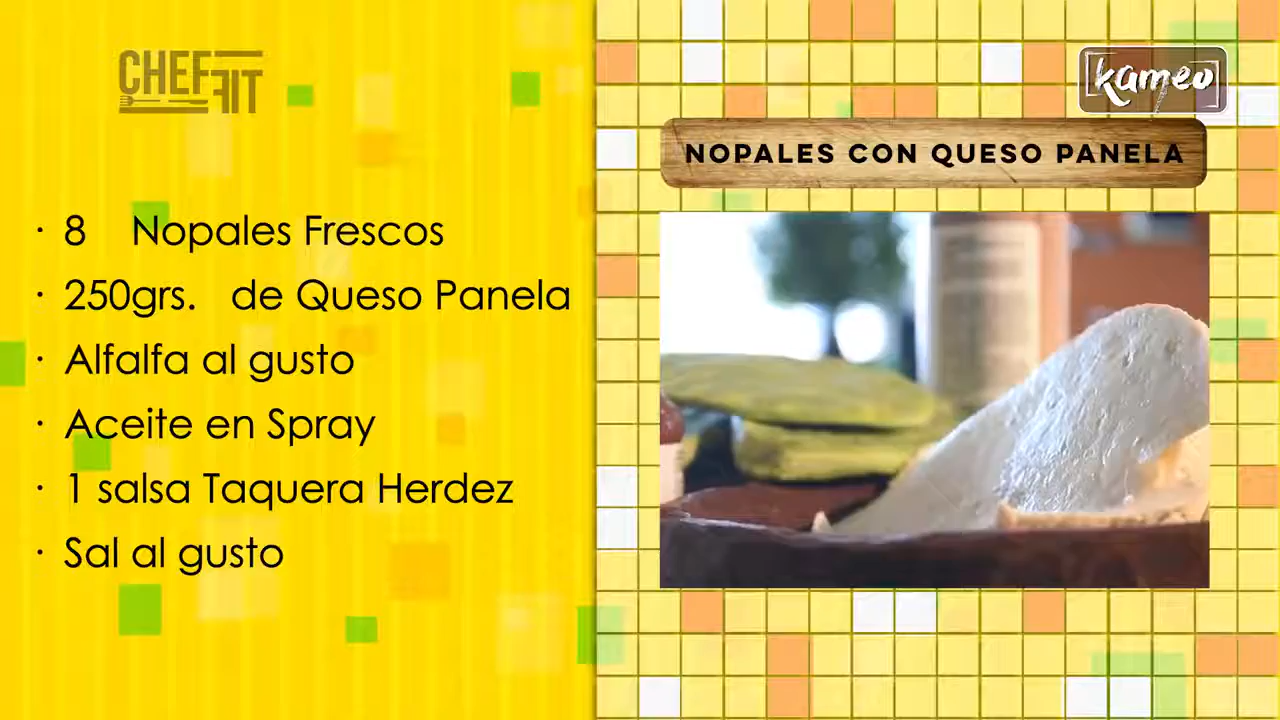 CHEF FIT
kameo
NOPALES CON QUESO PANELA
· 8 Nopales Frescos
· 250grs. de Queso Panela
· Alfalfa al gusto
· Aceite en Spray
· 1 salsa Taquera Herdez
· Sal al gusto